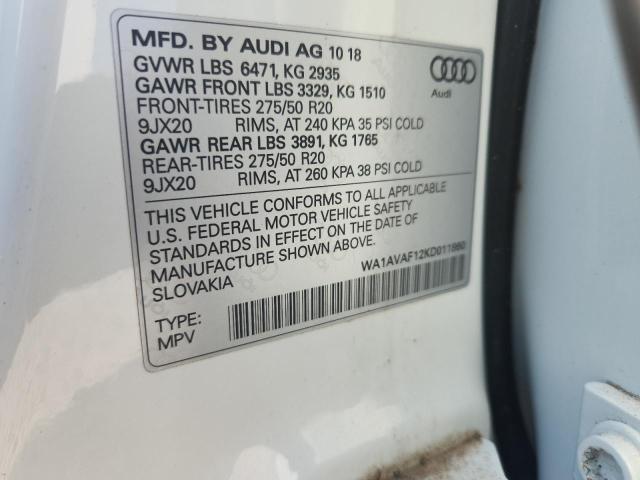 MFD. BY AUDI AG 10 18
GVWR LBS 6471, KG 2935
GAWR FRONT LBS 3329, KG 1510
FRONT-TIRES 275/50 R20
9JX20 RIMS, AT 240 KPA 35 PSI COLD
GAWR REAR LBS 3891, KG 1765
REAR-TIRES 275/50 R20
9JX20 RIMS, AT 260 KPA 38 PSI COLD
Audi
THIS VEHICLE CONFORMS TO ALL APPLICABLE
U.S. FEDERAL MOTOR VEHICLE SAFETY
STANDARDS IN EFFECT ON THE DATE OF
MANUFACTURE SHOWN ABOVE.
SLOVAKIA
WA1AVAF12KD011980
TYPE:
MPV